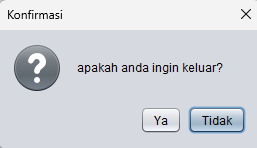 Konfirmasi
apakah anda ingin keluar?
Ya
Tidak